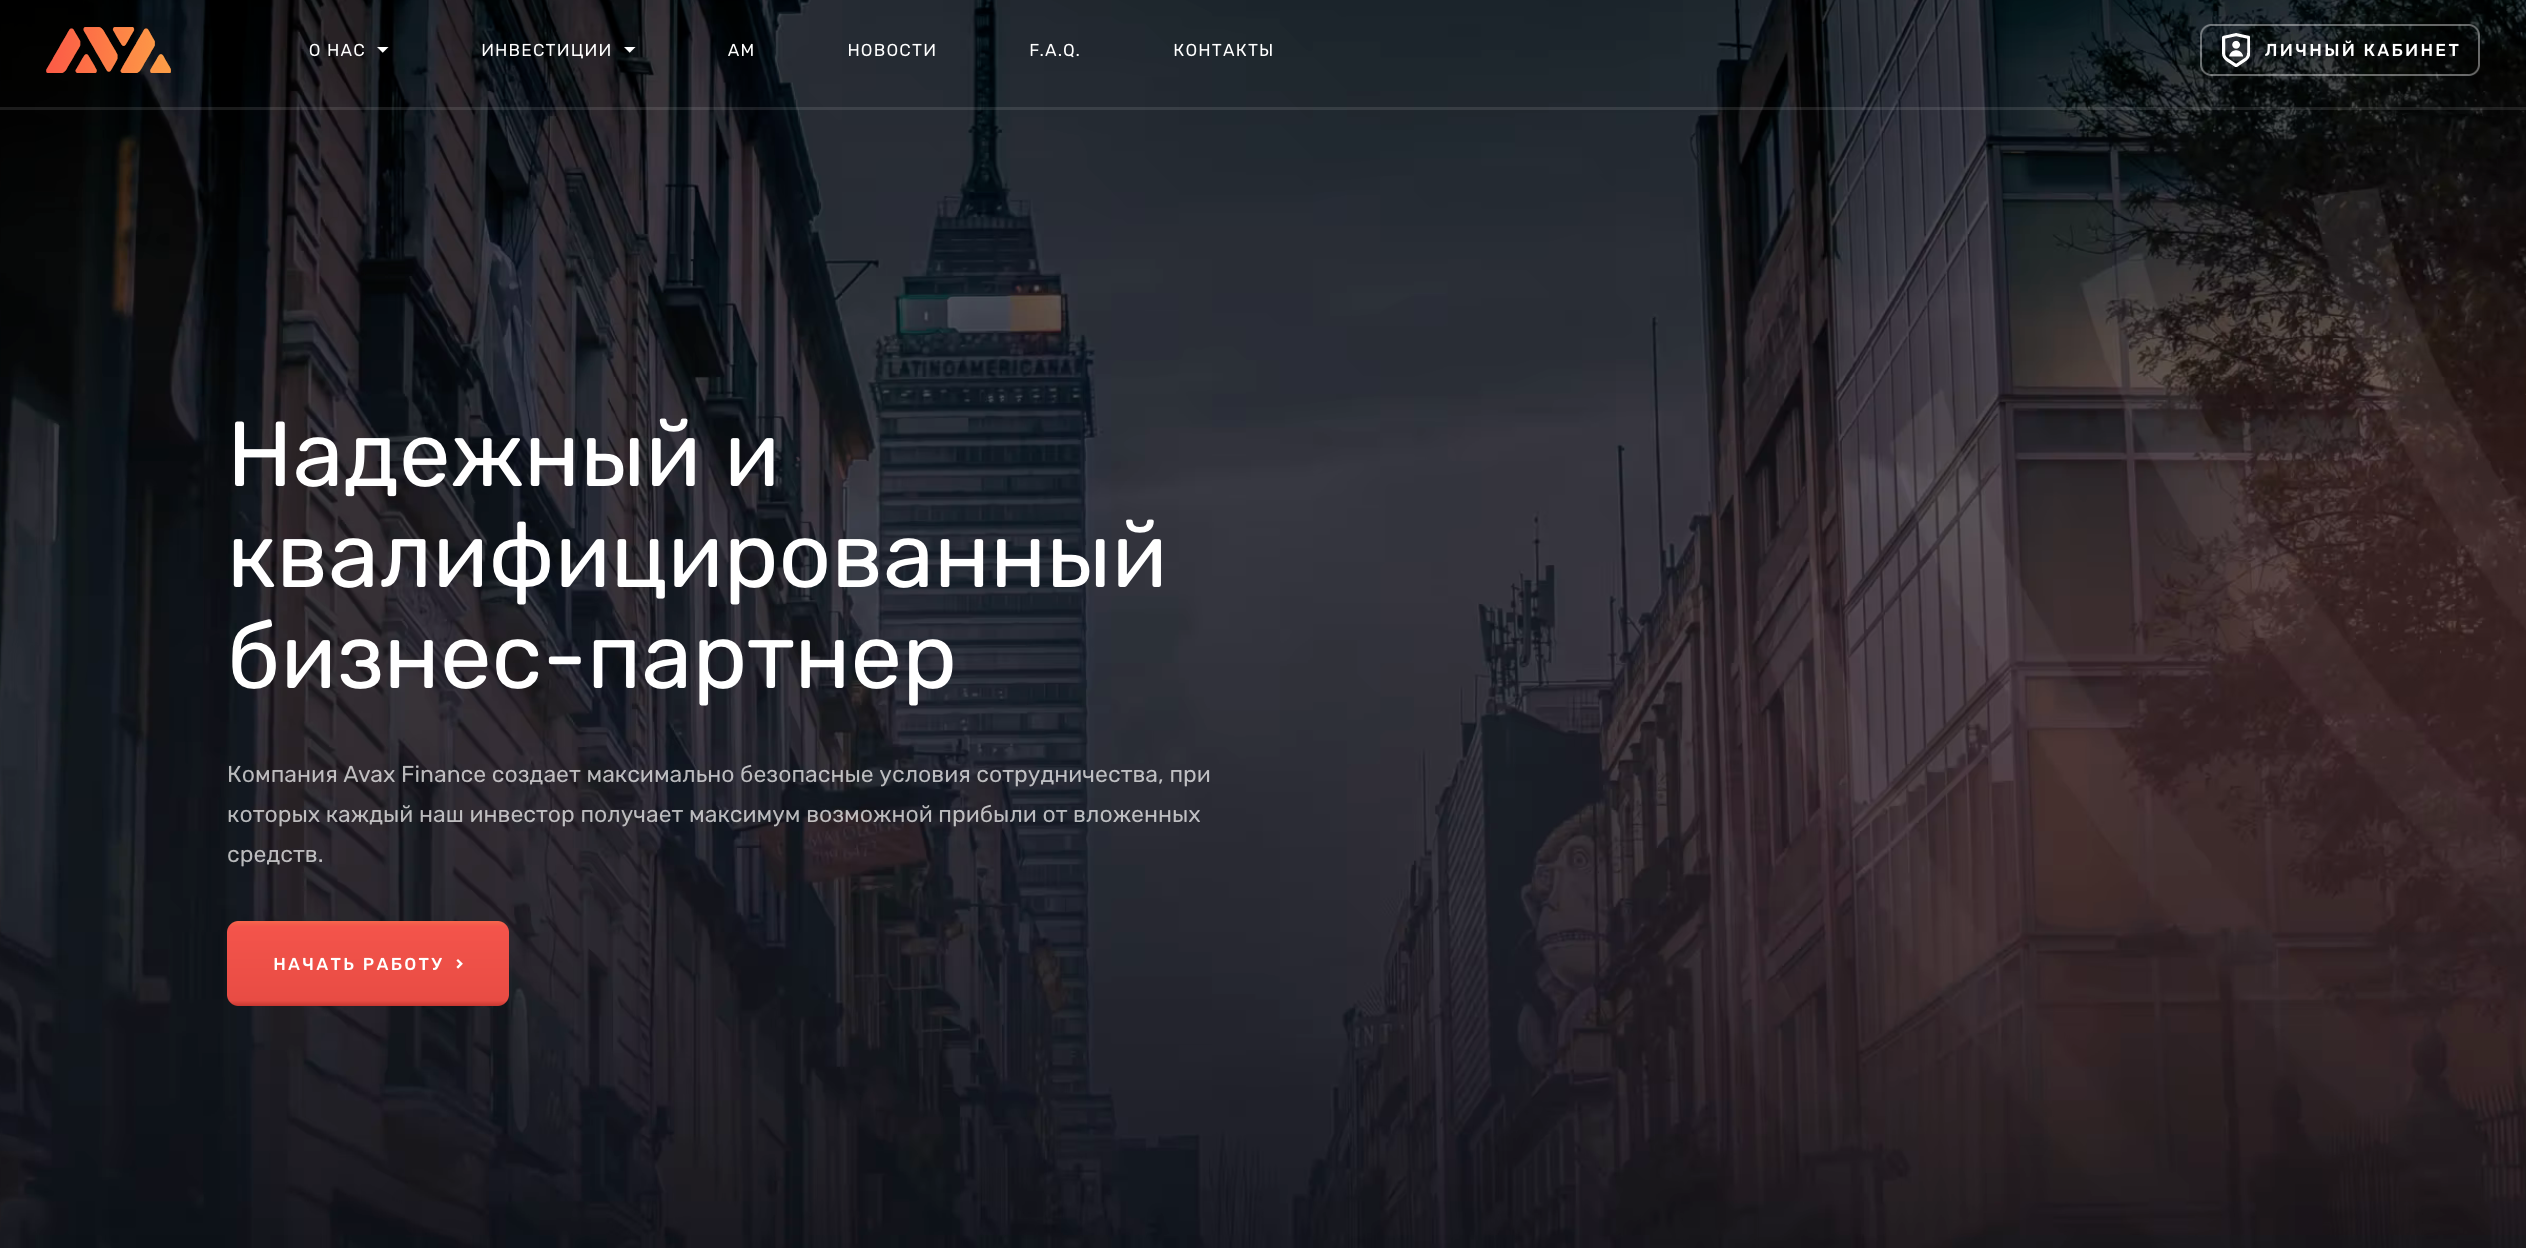 О НАС
ИНВЕСТИЦИИ
AM
НОВОСТИ
F.A.Q.
КОНТАКТЫ
ЛИЧНЫЙ КАБИНЕТ
LATINOAMERICANA
Надежный и
квалифицированный
бизнес-партнер
Компания Avax Finance создает максимально безопасные условия сотрудничества, при
которых каждый наш инвестор получает максимум возможной прибыли от вложенных
средств.
НАЧАТЬ РАБОТУ